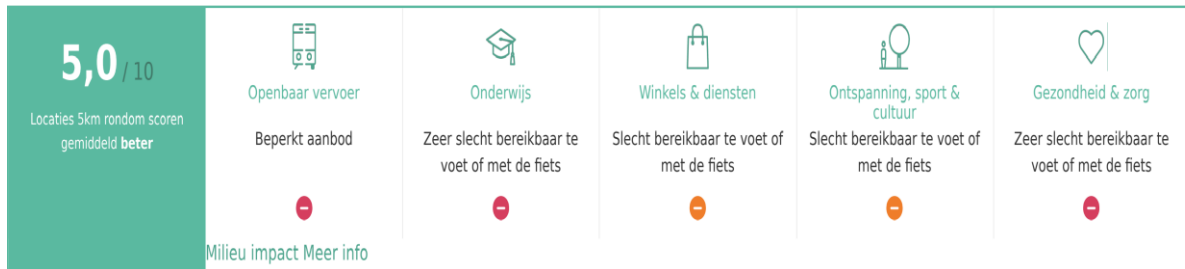 5,0 / 10
Locaties 5km rondom scoren
gemiddeld beter
Openbaar vervoer
Beperkt aanbod
Onderwijs
Zeer slecht bereikbaar te
voet of met de fiets
Winkels & diensten
Slecht bereikbaar te voet of
met de fiets
Ontspanning, sport &
cultuur
Slecht bereikbaar te voet of
met de fiets
Gezondheid & zorg
Zeer slecht bereikbaar te
voet of met de fiets
Milieu impact Meer info